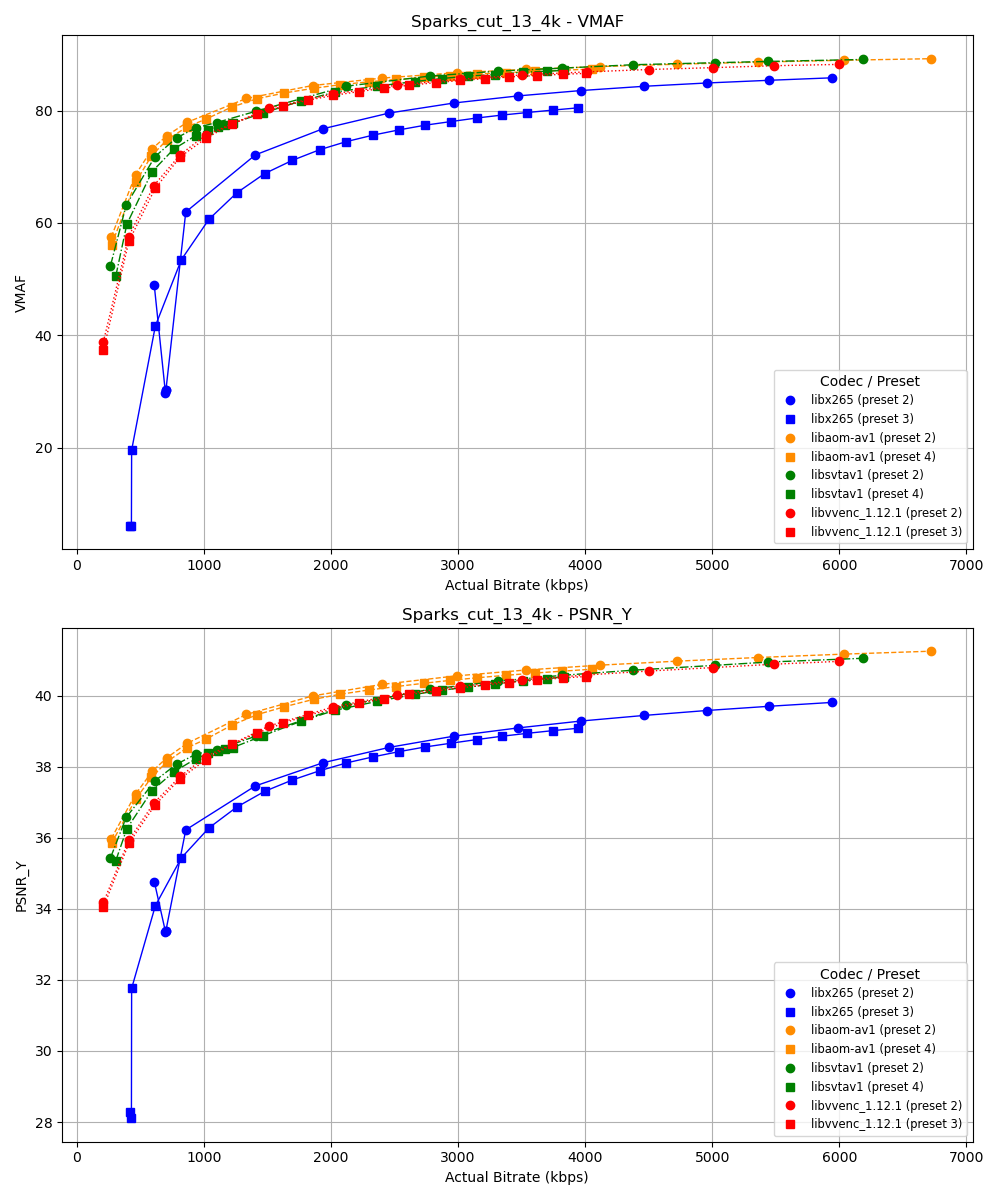 Sparks_cut_13_4k - VMAF
80
60
40
20
VMAF
Codec / Preset
libx265 (preset 2)
libx265 (preset 3)
libaom-av1 (preset 2)
libaom-av1 (preset 4)
libsvtav1 (preset 2)
libsvtav1 (preset 4)
libvvenc_1.12.1 (preset 2)
libvvenc_1.12.1 (preset 3)
0 1000 2000 3000 4000 5000 6000 7000
Actual Bitrate (kbps)
Sparks_cut_13_4k - PSNR_Y
40
38
36
34
32
30
28
PSNR_Y
Codec / Preset
libx265 (preset 2)
libx265 (preset 3)
libaom-av1 (preset 2)
libaom-av1 (preset 4)
libsvtav1 (preset 2)
libsvtav1 (preset 4)
libvvenc_1.12.1 (preset 2)
libvvenc_1.12.1 (preset 3)
0 1000 2000 3000 4000 5000 6000 7000
Actual Bitrate (kbps)